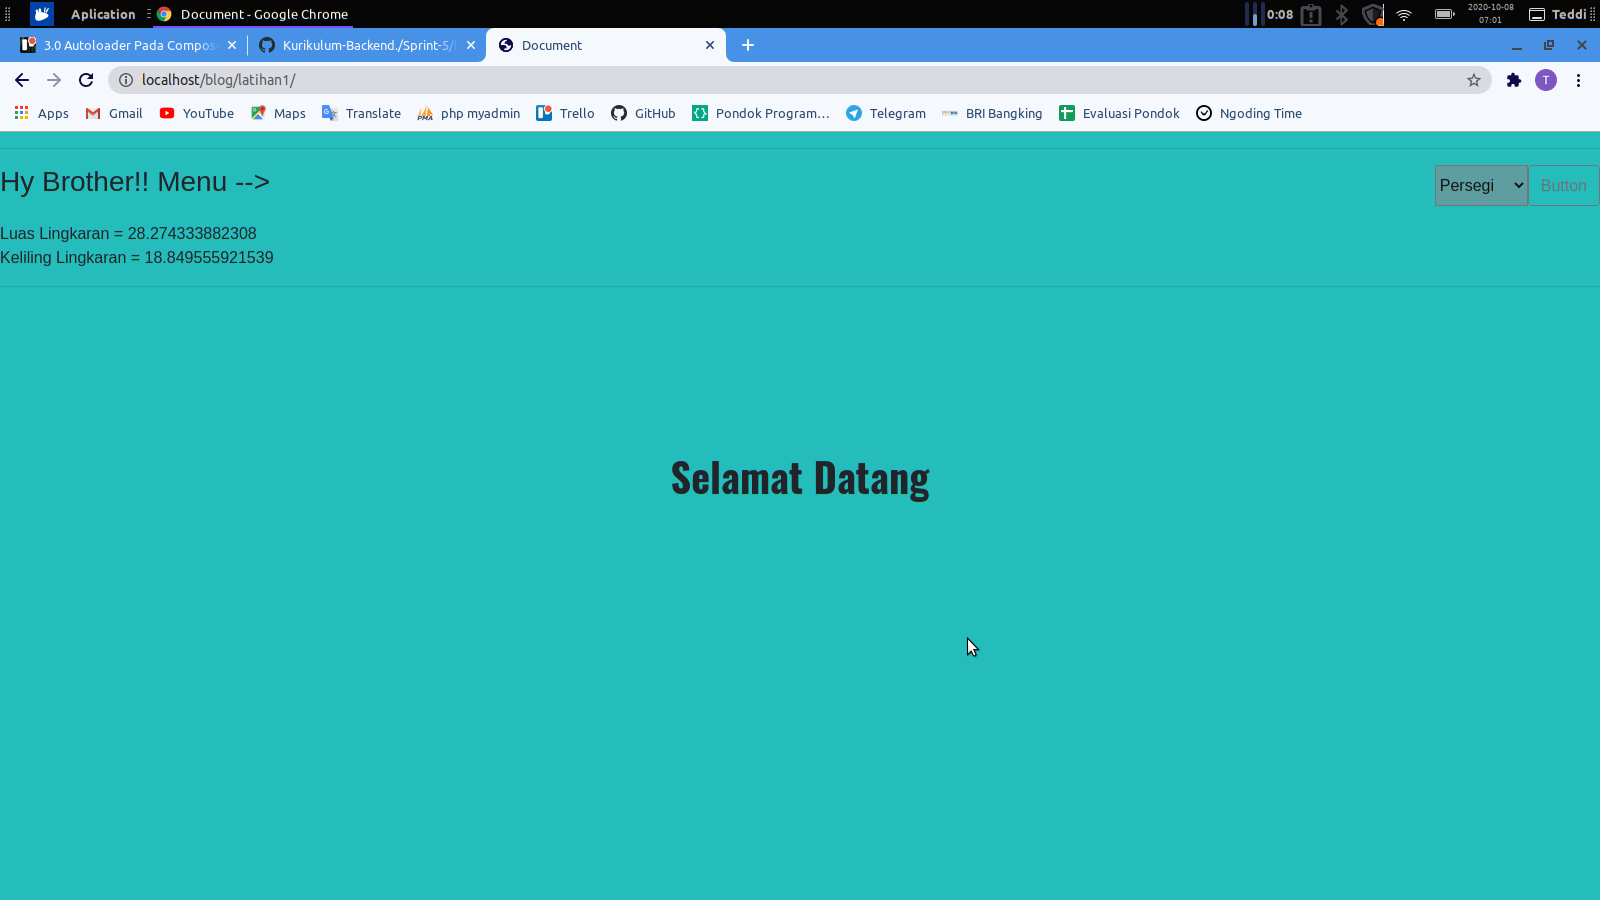 Aplication
Document - Google Chrome
0:08
2020-10-08
07:01
Teddi
3.0 Autoloader Pada Compos
Kurikulum-Backend./Sprint-5/
Document
localhost/blog/latihan1/
T
Apps
Gmail
YouTube
Translate
Maps
php myadmin
Trello
GitHub
Pondok Program...
Telegram
BRI Bangking
Evaluasi Pondok
Ngoding Time
Hy Brother!! Menu -->
Persegi
Button
Luas Lingkaran = 28.274333882308
Keliling Lingkaran = 18.849555921539
Selamat Datang